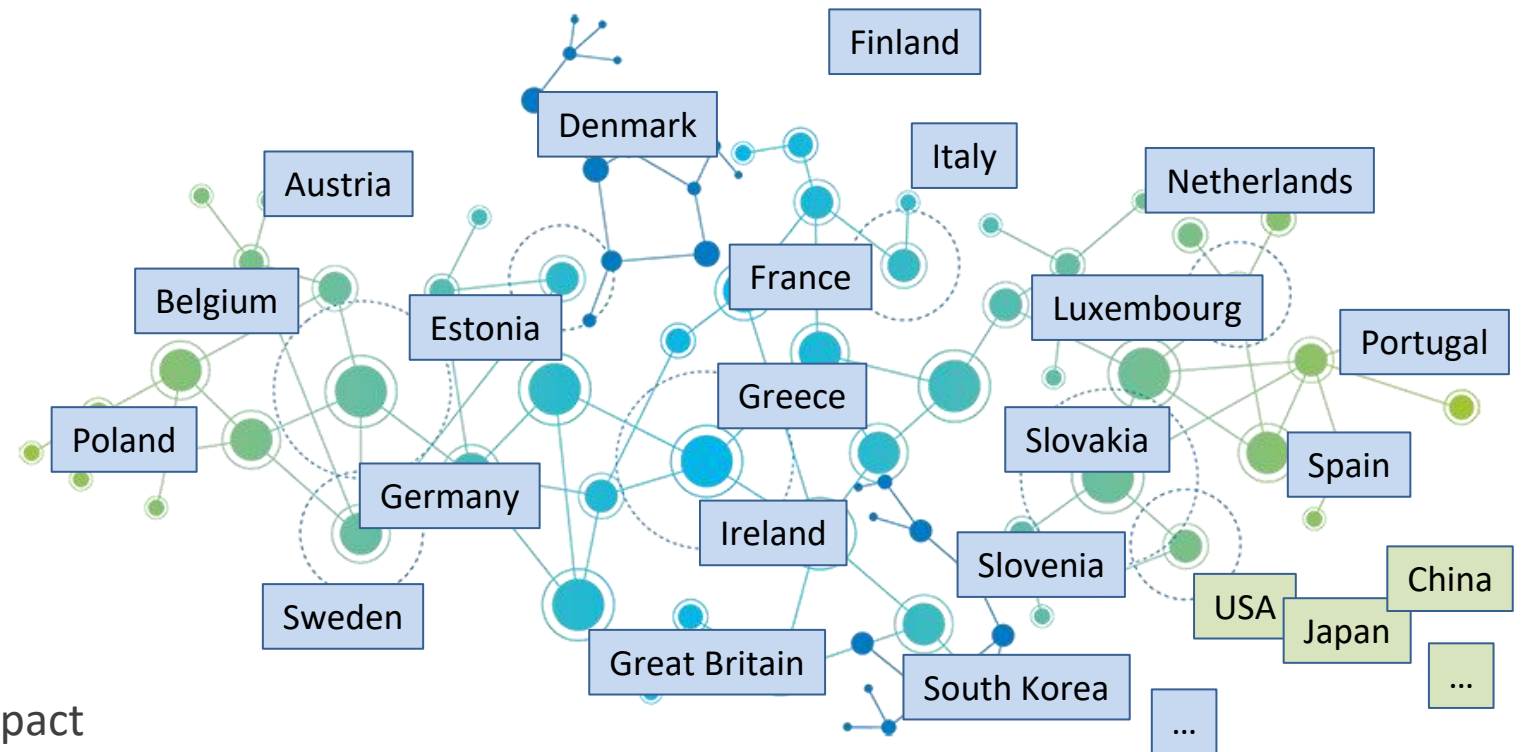 Finland
Denmark
Italy
Austria
Netherlands
France
Belgium
Luxembourg
Estonia
Portugal
Greece
Poland
Slovakia
Spain
Germany
Ireland
Slovenia
China
USA
Japan
Sweden
Great Britain
South Korea
...
...
pact